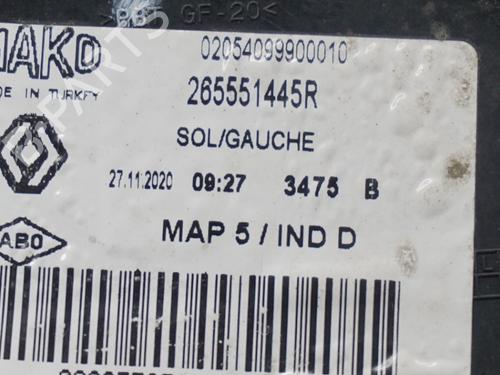 GF-20<
MAKO
02054099900010
DE IN TURKEY
265551445R
SOL/GAUCHE
27.11.2020 09:27 3475 B
ABO
MAP 5 / IND D